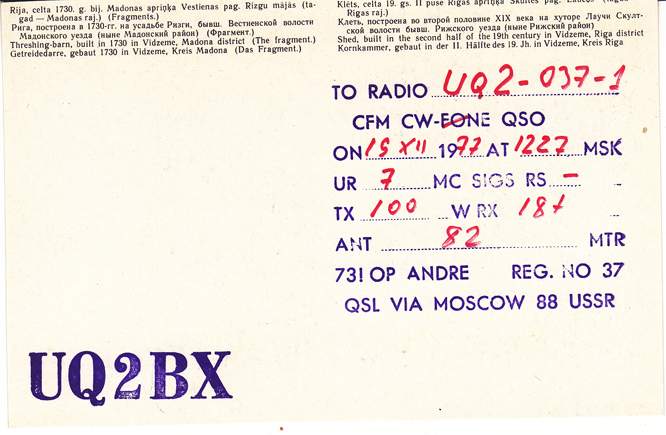 Rija, celta 1730. g. bij. Madonas apriņķa Vestienas pag. Rizgu mājās (ta-
gad — Madonas raj.) (Fragments.)
Рига, построена в 1730-гг. на усадьбе Ризги, бывш. Вестиенской волости
Мадонского уезда (ныне Мадонский район) (Фрагмент.)
Threshing-barn, built in 1730 in Vidzeme, Madona district (The fragment.)
Getreidedarre, gebaut 1730 in Vidzeme, Kreis Madona (Das Fragment.)
Klēts, celta 19. gs. II puse Rīgas apriņķa Skultes pag.
Rīgas raj.)
Клеть, построена во второй половине XIX века на хуторе Лаучи Скулт-
ской волости бывш. Рижского уезда (ныне Рижский район)
Shed, built in the second half of the 19th century in Vidzeme, Riga district
Kornkammer, gebaut in der II. Hälfte des 19. Jh. in Vidzeme, Kreis Riga
TO RADIO UQ2-037-1
CFM CW-FONE QSO
ON 15 XII 1977 AT 1227 MSK
UR 7 MC SIGS RS -
TX 100 W RX 18t
ANT 82 MTR
73! OP ANDRE REG. NO 37
QSL VIA MOSCOW 88 USSR
UQ2BX